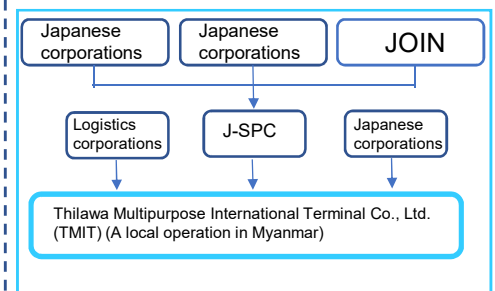 Japanese
corporations
Japanese
corporations
JOIN
Logistics
corporations
J-SPC
Japanese
corporations
Thilawa Multipurpose International Terminal Co., Ltd.
(TMIT) (A local operation in Myanmar)